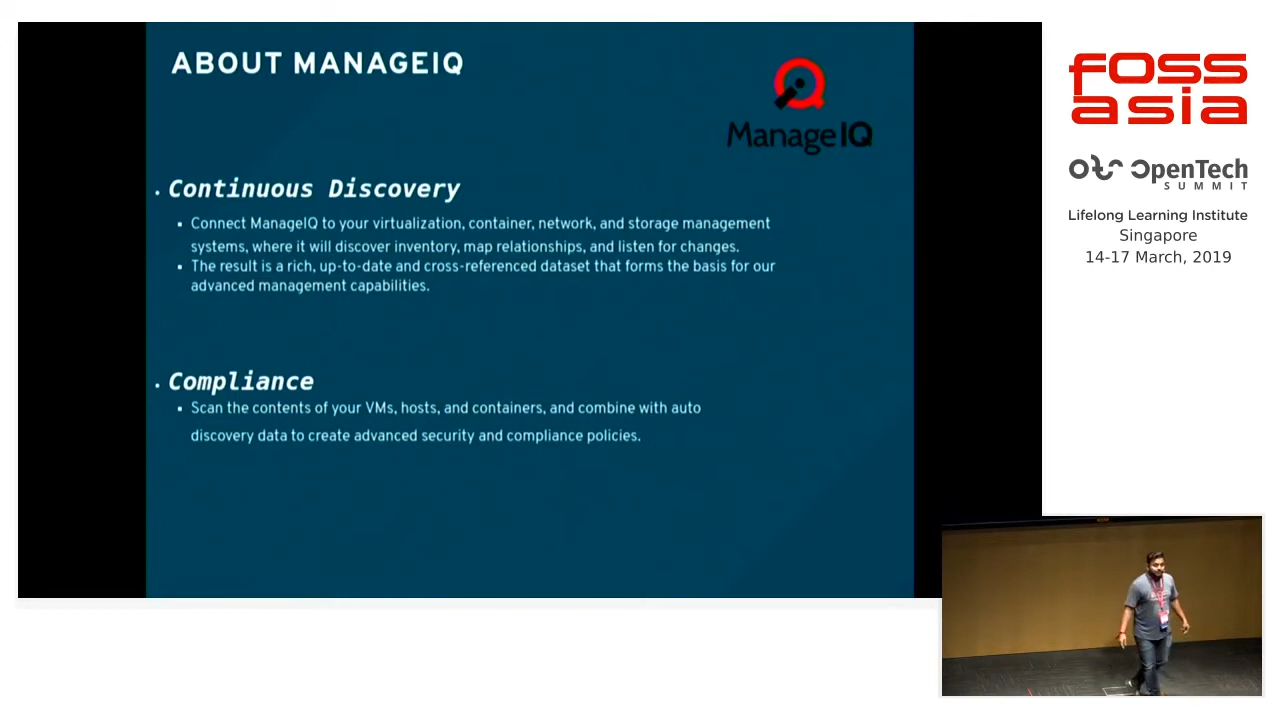 ABOUT MANAGEIQ
ManageIQ
Continuous Discovery
Connect ManageIQ to your virtualization, container, network, and storage management
systems, where it will discover inventory, map relationships, and listen for changes.
The result is a rich, up-to-date and cross-referenced dataset that forms the basis for our
advanced management capabilities.
Compliance
Scan the contents of your VMs, hosts, and containers, and combine with auto
discovery data to create advanced security and compliance policies.
fOSS
asia
OpenTech
SUMMIT
Lifelong Learning Institute
Singapore
14-17 March, 2019